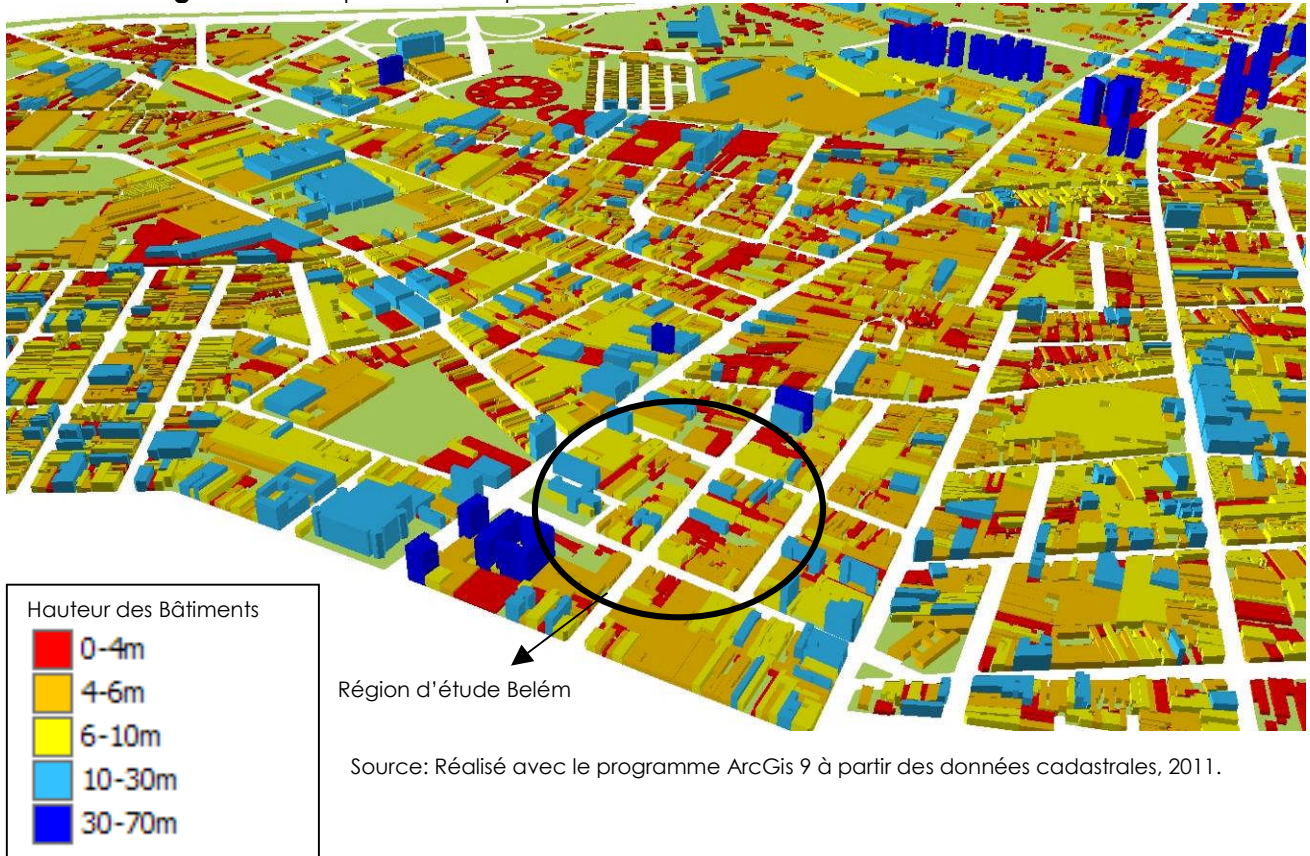 Hauteur des Bâtiments
0-4m
4-6m
6-10m
10-30m
30-70m
Région d'étude Belém
Source: Réalisé avec le programme ArcGis 9 à partir des données cadastrales, 2011.